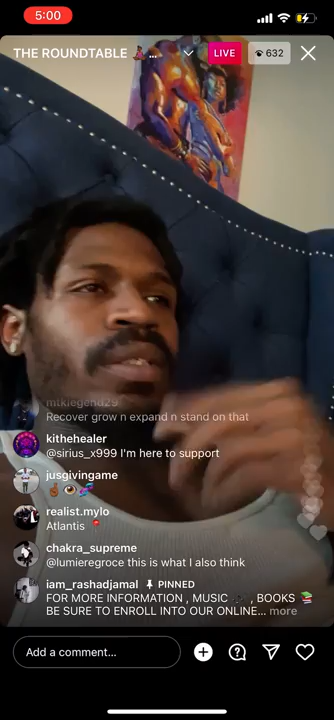 5:00
THE ROUNDTABLE 🧘🏾‍♂️...
LIVE
632
mtklegend29
Recover grow n expand n stand on that
kithehealer
@sirius_x999 I'm here to support
jusgivingame
realist.mylo
Atlantis 📍
chakra_supreme
@lumieregroce this is what I also think
iam_rashadjamal PINNED
FOR MORE INFORMATION , MUSIC 🎶 , BOOKS 📚
BE SURE TO ENROLL INTO OUR ONLINE... more
Add a comment...